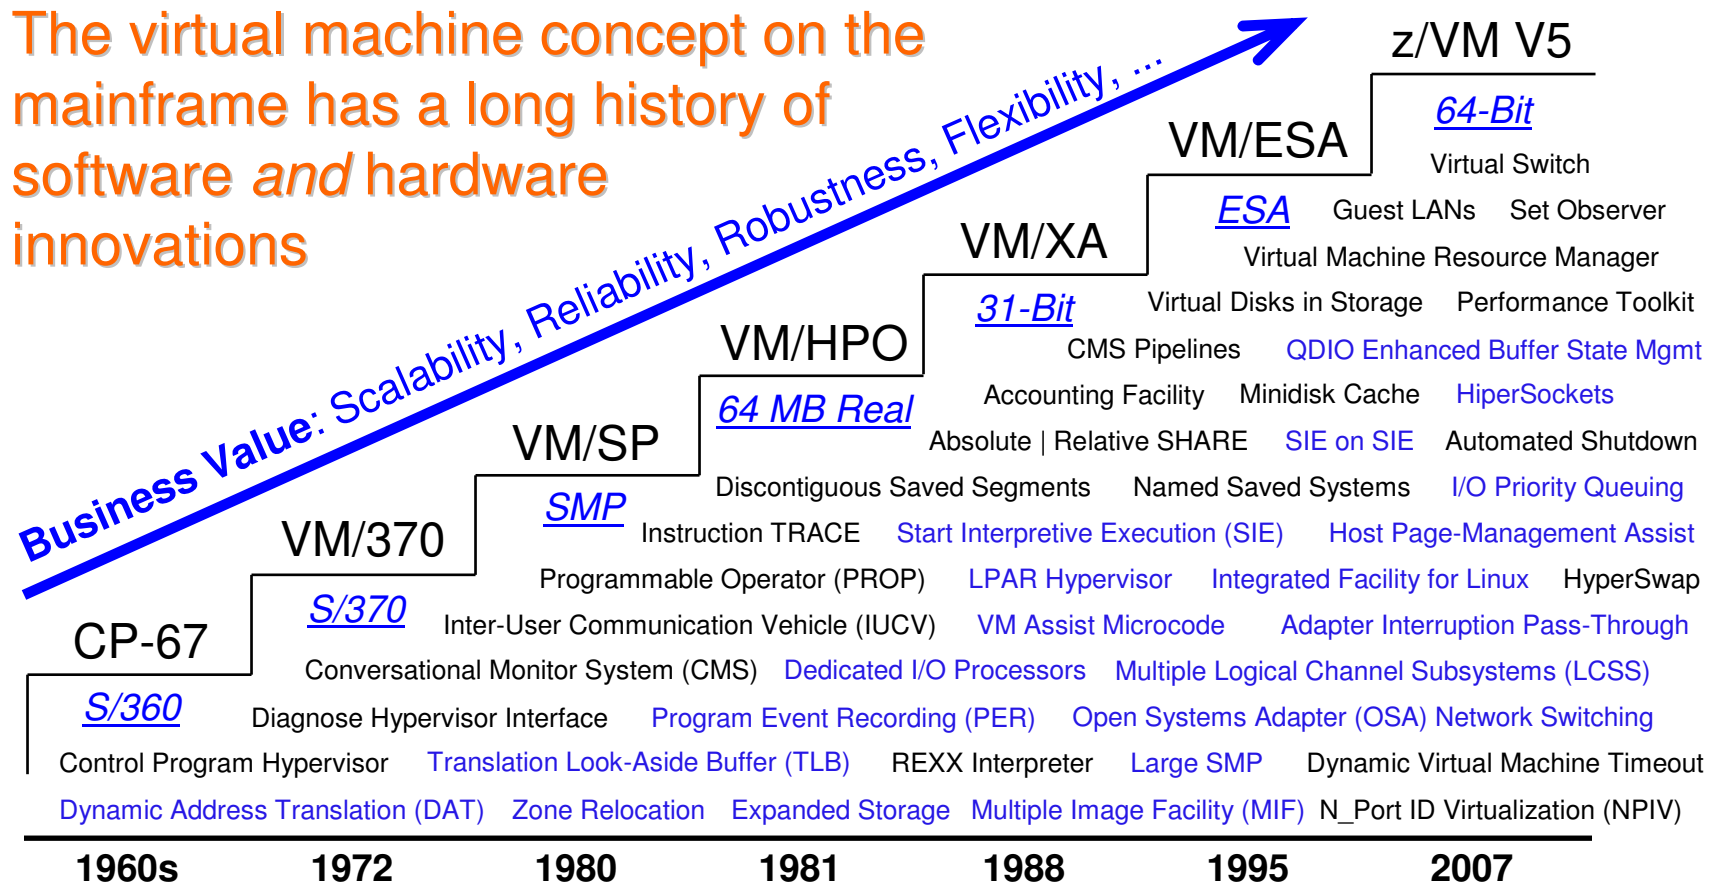 The virtual machine concept on the
mainframe has a long history of
software and hardware
innovations
Business Value: Scalability, Reliability, Robustness, Flexibility, ...
z/VM V5
64-Bit
VM/ESA
Virtual Switch
ESA Guest LANs Set Observer
VM/XA
Virtual Machine Resource Manager
31-Bit Virtual Disks in Storage Performance Toolkit
VM/HPO
CMS Pipelines QDIO Enhanced Buffer State Mgmt
64 MB Real Accounting Facility Minidisk Cache HiperSockets
VM/SP
Absolute | Relative SHARE SIE on SIE Automated Shutdown
Discontiguous Saved Segments Named Saved Systems I/O Priority Queuing
SMP
VM/370
Instruction TRACE Start Interpretive Execution (SIE) Host Page-Management Assist
Programmable Operator (PROP) LPAR Hypervisor Integrated Facility for Linux HyperSwap
S/370
Inter-User Communication Vehicle (IUCV) VM Assist Microcode Adapter Interruption Pass-Through
CP-67
Conversational Monitor System (CMS) Dedicated I/O Processors Multiple Logical Channel Subsystems (LCSS)
S/360
Diagnose Hypervisor Interface Program Event Recording (PER) Open Systems Adapter (OSA) Network Switching
Control Program Hypervisor Translation Look-Aside Buffer (TLB) REXX Interpreter Large SMP Dynamic Virtual Machine Timeout
Dynamic Address Translation (DAT) Zone Relocation Expanded Storage Multiple Image Facility (MIF) N_Port ID Virtualization (NPIV)
1960s 1972 1980 1981 1988 1995 2007